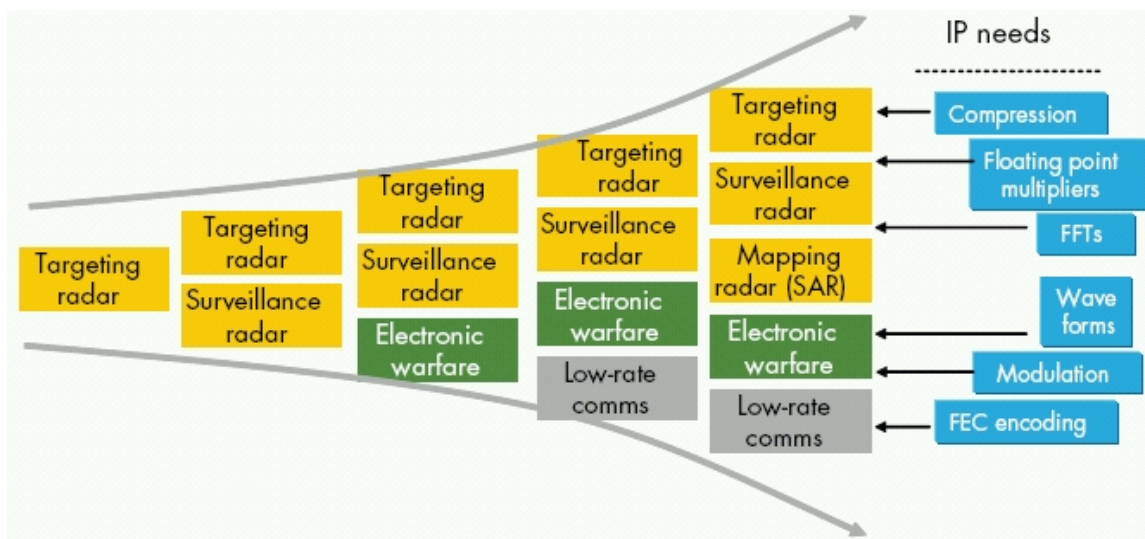 IP needs
Targeting
radar
Targeting
radar
Surveillance
radar
Targeting
radar
Surveillance
radar
Electronic
warfare
Targeting
radar
Surveillance
radar
Electronic
warfare
Low-rate
comms
Targeting
radar
Surveillance
radar
Mapping
radar (SAR)
Electronic
warfare
Low-rate
comms
Compression
Floating point
multipliers
FFTs
Wave
forms
Modulation
FEC encoding